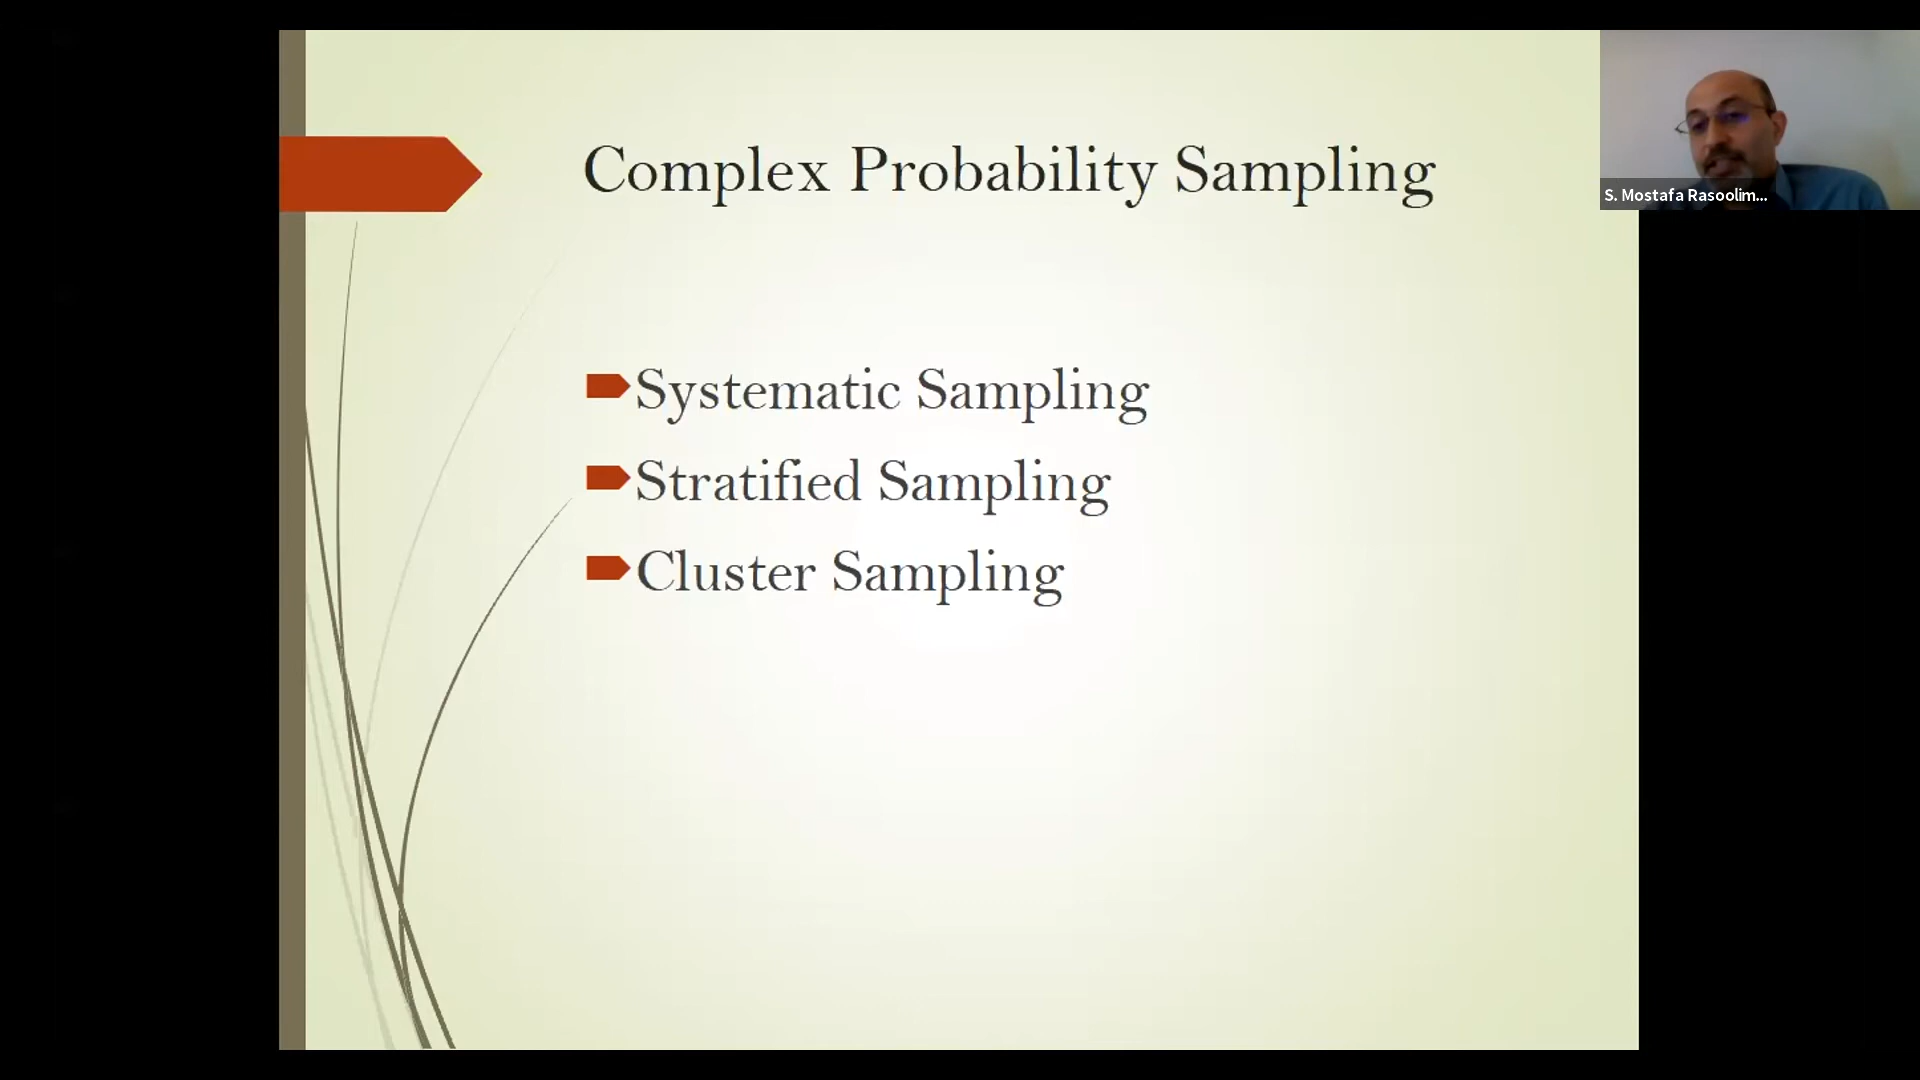 Complex Probability Sampling
S. Mostafa Rasoolim...
Systematic Sampling
Stratified Sampling
Cluster Sampling